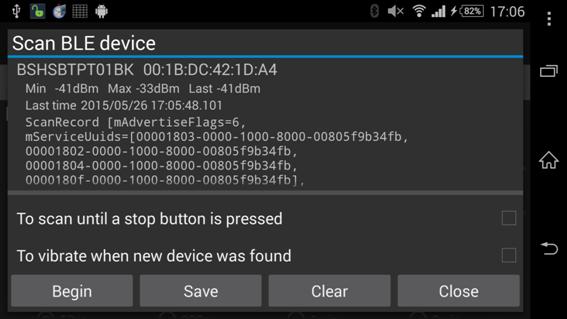 82% 17:06
Scan BLE device
BSHSBTPT01BK 00:1B:DC:42:1D:A4
Min -41dBm Max -33dBm Last -41dBm
Last time 2015/05/26 17:05:48.101
ScanRecord [mAdvertiseFlags=6,
mServiceUuids=[00001803-0000-1000-8000-00805f9b34fb,
00001802-0000-1000-8000-00805f9b34fb,
00001804-0000-1000-8000-00805f9b34fb,
0000180f-0000-1000-8000-00805f9b34fb],
To scan until a stop button is pressed
To vibrate when new device was found
Begin Save Clear Close